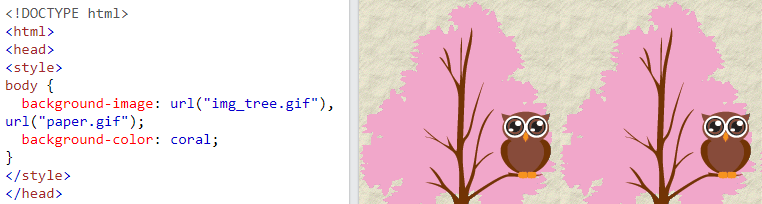 <!DOCTYPE html>
<html>
<head>
<style>
body {
  background-image: url("img_tree.gif"),
url("paper.gif");
  background-color: coral;
}
</style>
</head>